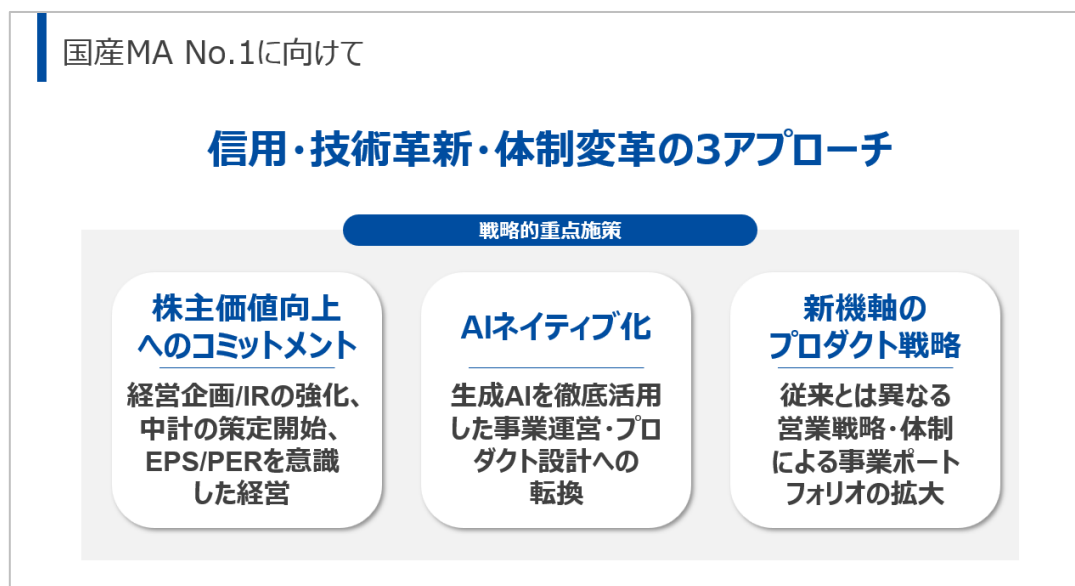 国産MA No.1に向けて
信用・技術革新・体制変革の3アプローチ
戦略的重点施策
株主価値向上
へのコミットメント
経営企画/IRの強化、
中計の策定開始、
EPS/PERを意識
した経営
AIネイティブ化
生成AIを徹底活用
した事業運営・プロ
ダクト設計への
転換
新機軸の
プロダクト戦略
従来とは異なる
営業戦略・体制
による事業ポート
フォリオの拡大